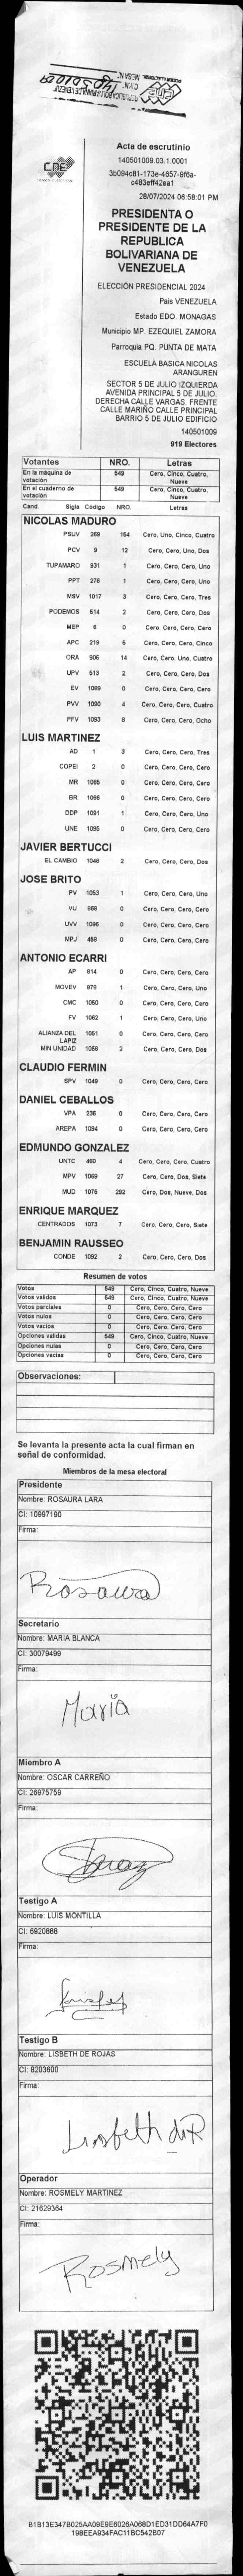 CNE
Acta de escrutinio
140501009.03.1.0001
3b094c81-173e-4657-9f6a-
c483eff42ea1
28/07/2024 06:58:01 PM
PRESIDENTA O
PRESIDENTE DE LA
REPUBLICA
BOLIVARIANA DE
VENEZUELA
ELECCIÓN PRESIDENCIAL 2024
Pais VENEZUELA
Estado EDO. MONAGAS
Municipio MP. EZEQUIEL ZAMORA
Parroquia PQ. PUNTA DE MATA
ESCUELA BASICA NICOLAS
ARANGUREN
SECTOR 5 DE JULIO IZQUIERDA
AVENIDA PRINCIPAL 5 DE JULIO.
DERECHA CALLE VARGAS. FRENTE
CALLE MARIÑO CALLE PRINCIPAL
BARRIO 5 DE JULIO EDIFICIO
140501009
919 Electores
Votantes NRO. Letras
En la máquina de votación 549 Cero, Cinco, Cuatro, Nueve
En el cuaderno de votación 549 Cero, Cinco, Cuatro, Nueve
Cand. Sigla Código NRO. Letras
NICOLAS MADURO
PSUV 269 154 Cero, Uno, Cinco, Cuatro
PCV 9 12 Cero, Cero, Uno, Dos
TUPAMARO 931 1 Cero, Cero, Cero, Uno
PPT 276 1 Cero, Cero, Cero, Uno
MSV 1017 3 Cero, Cero, Cero, Tres
PODEMOS 514 2 Cero, Cero, Cero, Dos
MEP 6 0 Cero, Cero, Cero, Cero
APC 219 5 Cero, Cero, Cero, Cinco
ORA 906 14 Cero, Cero, Uno, Cuatro
UPV 513 2 Cero, Cero, Cero, Dos
EV 1089 0 Cero, Cero, Cero, Cero
PVV 1090 4 Cero, Cero, Cero, Cuatro
PFV 1093 8 Cero, Cero, Cero, Ocho
LUIS MARTINEZ
AD 1 3 Cero, Cero, Cero, Tres
COPEI 2 0 Cero, Cero, Cero, Cero
MR 1065 0 Cero, Cero, Cero, Cero
BR 1066 0 Cero, Cero, Cero, Cero
DDP 1091 1 Cero, Cero, Cero, Uno
UNE 1095 0 Cero, Cero, Cero, Cero
JAVIER BERTUCCI
EL CAMBIO 1048 2 Cero, Cero, Cero, Dos
JOSE BRITO
PV 1053 1 Cero, Cero, Cero, Uno
VU 868 0 Cero, Cero, Cero, Cero
UVV 1096 0 Cero, Cero, Cero, Cero
MPJ 458 0 Cero, Cero, Cero, Cero
ANTONIO ECARRI
AP 814 0 Cero, Cero, Cero, Cero
MOVEV 878 1 Cero, Cero, Cero, Uno
CMC 1050 0 Cero, Cero, Cero, Cero
FV 1052 1 Cero, Cero, Cero, Uno
ALIANZA DEL LAPIZ 1051 0 Cero, Cero, Cero, Cero
MIN UNIDAD 1068 2 Cero, Cero, Cero, Dos
CLAUDIO FERMIN
SPV 1049 0 Cero, Cero, Cero, Cero
DANIEL CEBALLOS
VPA 236 0 Cero, Cero, Cero, Cero
AREPA 1094 0 Cero, Cero, Cero, Cero
EDMUNDO GONZALEZ
UNTC 460 4 Cero, Cero, Cero, Cuatro
MPV 1069 27 Cero, Cero, Dos, Siete
MUD 1076 292 Cero, Dos, Nueve, Dos
ENRIQUE MARQUEZ
CENTRADOS 1073 7 Cero, Cero, Cero, Siete
BENJAMIN RAUSSEO
CONDE 1092 2 Cero, Cero, Cero, Dos
Resumen de votos
Votos 549 Cero, Cinco, Cuatro, Nueve
Votos validos 549 Cero, Cinco, Cuatro, Nueve
Votos parciales 0 Cero, Cero, Cero, Cero
Votos nulos 0 Cero, Cero, Cero, Cero
Votos vacios 0 Cero, Cero, Cero, Cero
Opciones validas 549 Cero, Cinco, Cuatro, Nueve
Opciones nulas 0 Cero, Cero, Cero, Cero
Opciones vacias 0 Cero, Cero, Cero, Cero
Observaciones:
Se levanta la presente acta la cual firman en
señal de conformidad.
Miembros de la mesa electoral
Presidente
Nombre: ROSAURA LARA
CI: 10997190
Firma:
Rosaura
Secretario
Nombre: MARIA BLANCA
CI: 30079499
Firma:
María
Miembro A
Nombre: OSCAR CARREÑO
CI: 26975759
Firma:
Testigo A
Nombre: LUIS MONTILLA
CI: 6920866
Firma:
Testigo B
Nombre: LISBETH DE ROJAS
CI: 8203600
Firma:
Lisbeth dR
Operador
Nombre: ROSMELY MARTINEZ
CI: 21629364
Firma:
Rosmely
B1B13E347B025AA09E9E6026A066D1ED31DD64A7F0
198EEA934FAC11BC542B07